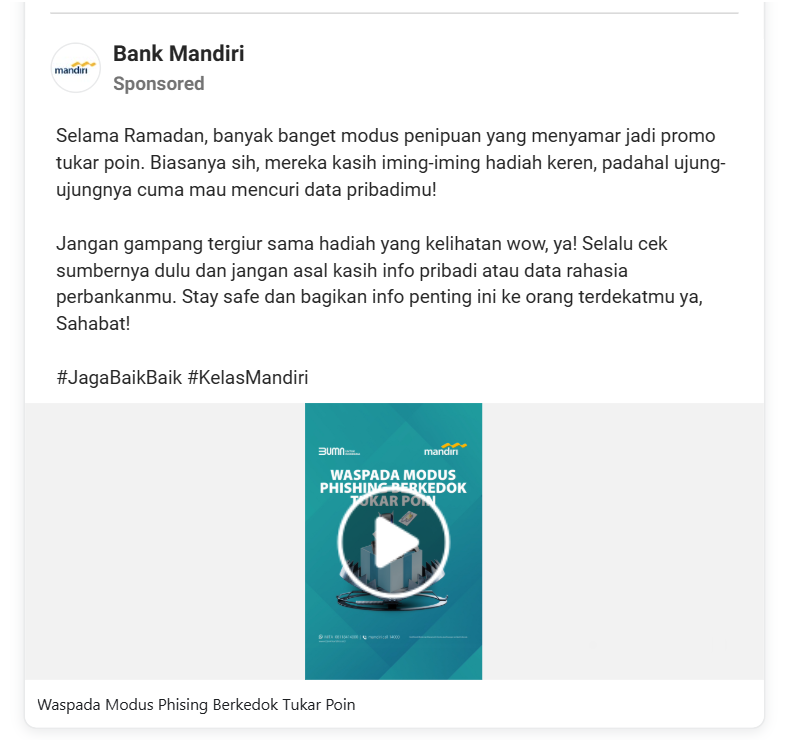 mandiri
Bank Mandiri
Sponsored
Selama Ramadan, banyak banget modus penipuan yang menyamar jadi promo
tukar poin. Biasanya sih, mereka kasih iming-iming hadiah keren, padahal ujung-
ujungnya cuma mau mencuri data pribadimu!
Jangan gampang tergiur sama hadiah yang kelihatan wow, ya! Selalu cek
sumbernya dulu dan jangan asal kasih info pribadi atau data rahasia
perbankanmu. Stay safe dan bagikan info penting ini ke orang terdekatmu ya,
Sahabat!
#JagaBaikBaik #KelasMandiri
BUMN
mandiri
WASPADA MODUS
PHISHING BERKEDOK
TUKAR POIN
Waspada Modus Phising Berkedok Tukar Poin